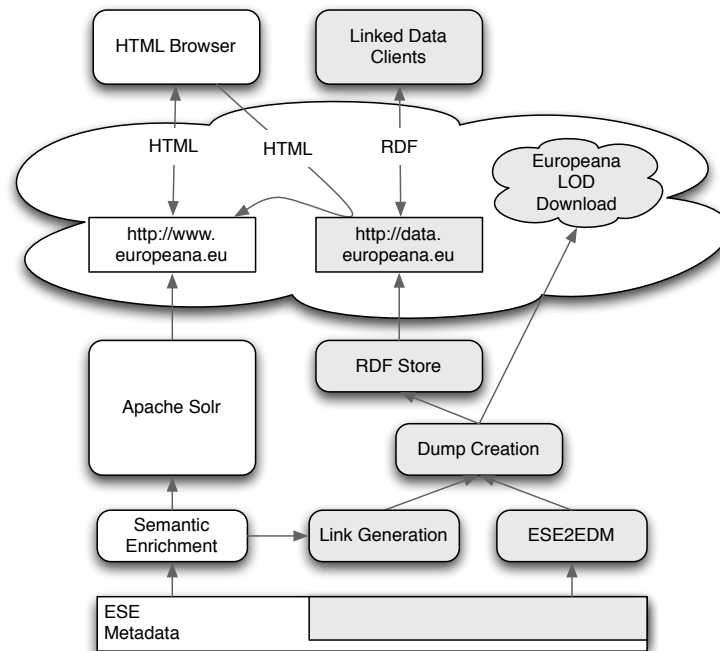 HTML Browser
Linked Data
Clients
HTML
HTML
RDF
Europeana
LOD
Download
http://www.
europeana.eu
http://data.
europeana.eu
Apache Solr
RDF Store
Dump Creation
Semantic
Enrichment
Link Generation
ESE2EDM
ESE
Metadata